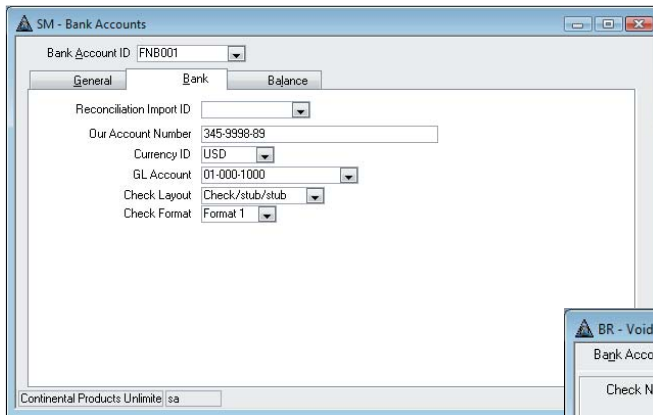 SM - Bank Accounts
Bank Account ID FNB001
General Bank Balance
Reconciliation Import ID
Our Account Number 345-9998-89
Currency ID USD
GL Account 01-000-1000
Check Layout Check/stub/stub
Check Format Format 1
BR - Void
Bank Acco
Check N
Continental Products Unlimite sa